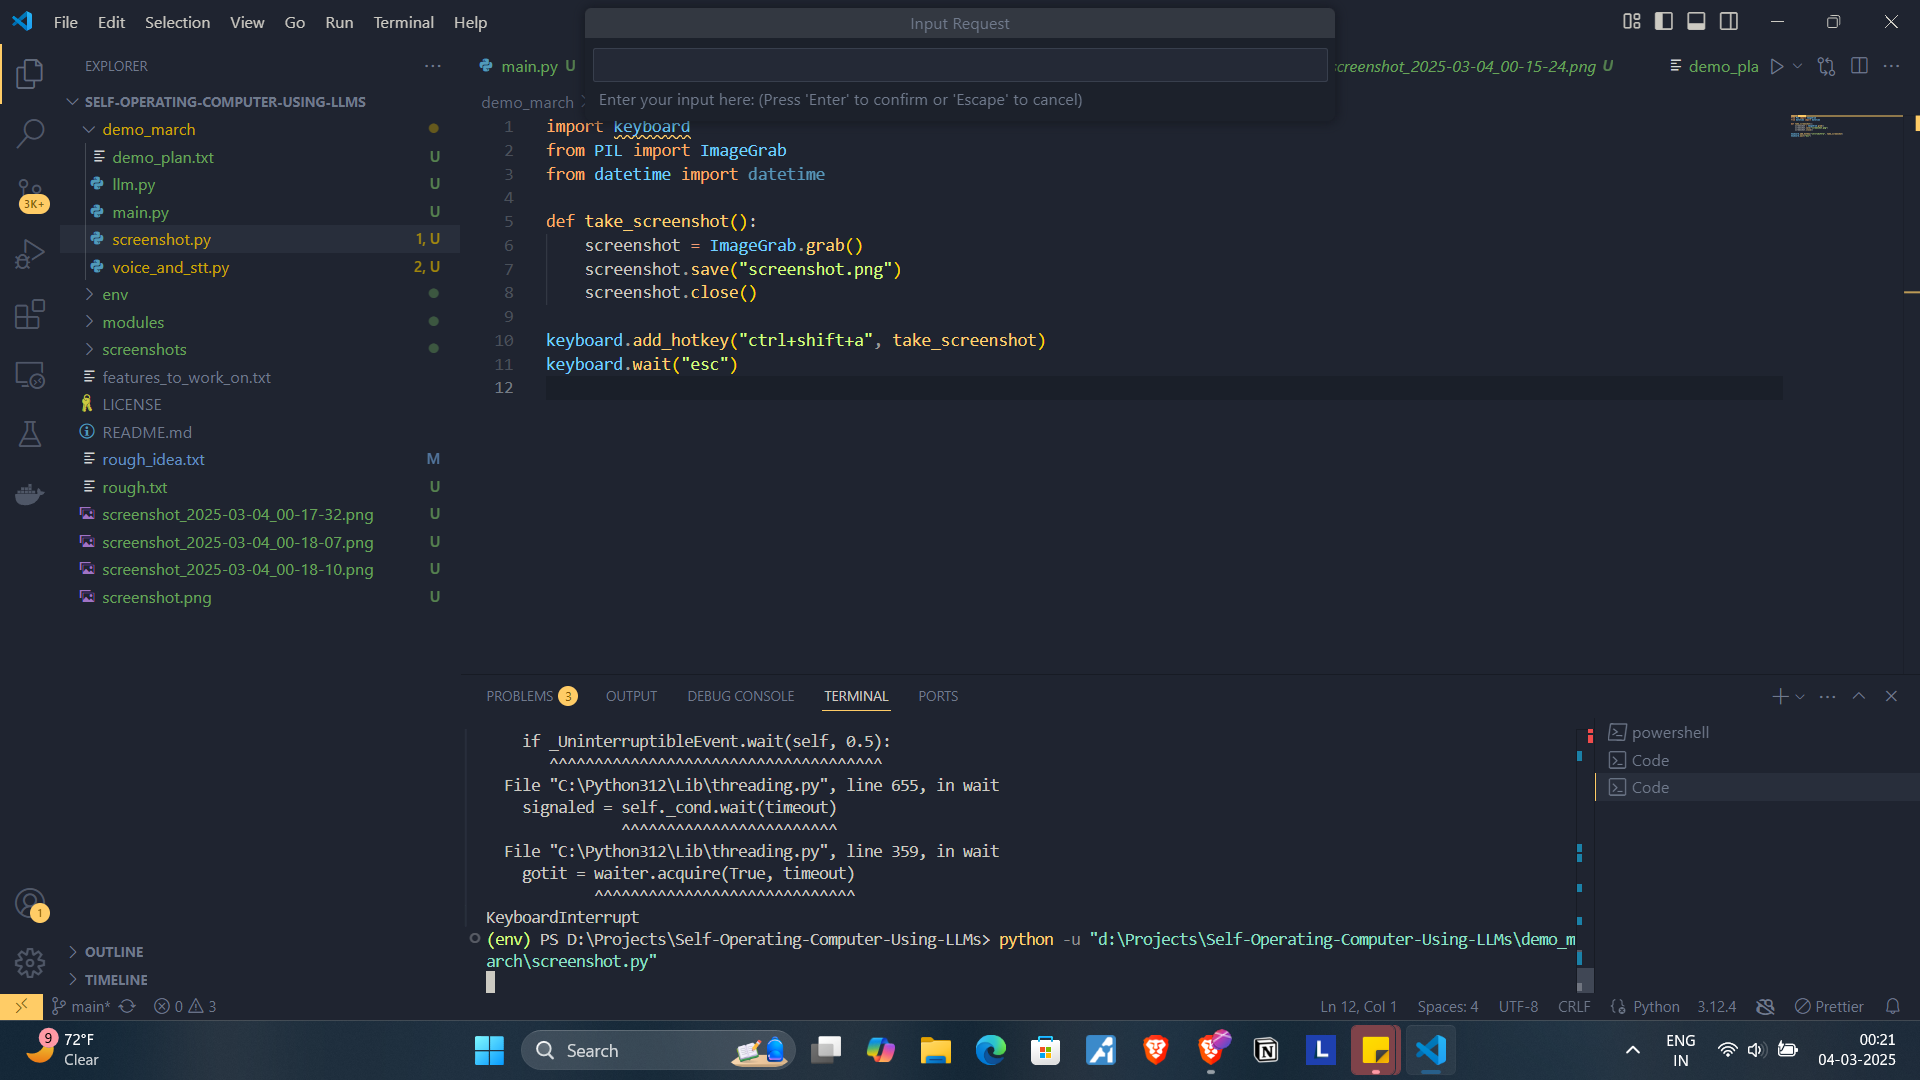 File Edit Selection View Go Run Terminal Help
Input Request
Enter your input here: (Press 'Enter' to confirm or 'Escape' to cancel)
EXPLORER
SELF-OPERATING-COMPUTER-USING-LLMS
demo_march
demo_plan.txt U
llm.py U
main.py U
screenshot.py 1, U
voice_and_stt.py 2, U
env
modules
screenshots
features_to_work_on.txt
LICENSE
README.md
rough_idea.txt M
rough.txt U
screenshot_2025-03-04_00-17-32.png U
screenshot_2025-03-04_00-18-07.png U
screenshot_2025-03-04_00-18-10.png U
screenshot.png U
OUTLINE
TIMELINE
3K+
1
main.py U
screenshot_2025-03-04_00-15-24.png U
demo_pla
demo_march
1 import keyboard
2 from PIL import ImageGrab
3 from datetime import datetime
4
5 def take_screenshot():
6 screenshot = ImageGrab.grab()
7 screenshot.save("screenshot.png")
8 screenshot.close()
9
10 keyboard.add_hotkey("ctrl+shift+a", take_screenshot)
11 keyboard.wait("esc")
12
PROBLEMS 3 OUTPUT DEBUG CONSOLE TERMINAL PORTS
if _UninterruptibleEvent.wait(self, 0.5):
^^^^^^^^^^^^^^^^^^^^^^^^^^^^^^^^^^^^
File "C:\Python312\Lib\threading.py", line 655, in wait
signaled = self._cond.wait(timeout)
^^^^^^^^^^^^^^^^^^^^^^^^
File "C:\Python312\Lib\threading.py", line 359, in wait
gotit = waiter.acquire(True, timeout)
^^^^^^^^^^^^^^^^^^^^^^^^^^^^^
KeyboardInterrupt
(env) PS D:\Projects\Self-Operating-Computer-Using-LLMs> python -u "d:\Projects\Self-Operating-Computer-Using-LLMs\demo_m
arch\screenshot.py"
powershell
Code
Code
main* 0 3
Ln 12, Col 1 Spaces: 4 UTF-8 CRLF Python 3.12.4 Prettier
9
72°F
Clear
Search
L
ENG
IN
00:21
04-03-2025